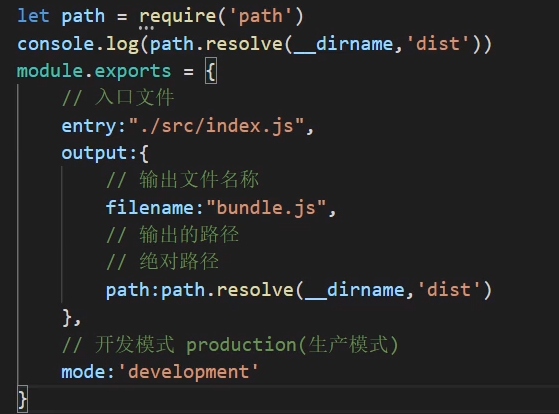 let path = require('path')
console.log(path.resolve(__dirname,'dist'))
module.exports = {
    // 入口文件
    entry:"./src/index.js",
    output:{
        // 输出文件名称
        filename:"bundle.js",
        // 输出的路径
        // 绝对路径
        path:path.resolve(__dirname,'dist')
    },
    // 开发模式 production(生产模式)
    mode:'development'
}